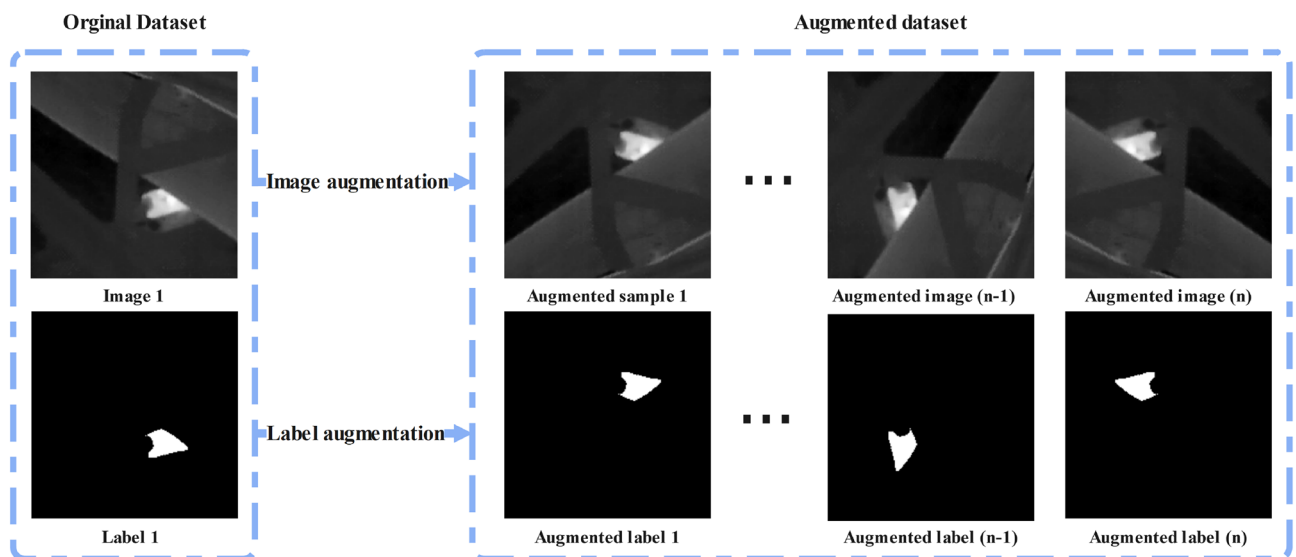 Orginal Dataset
Augmented dataset
Image augmentation
...
Image 1
Augmented sample 1
Augmented image (n-1)
Augmented image (n)
Label augmentation
...
Label 1
Augmented label 1
Augmented label (n-1)
Augmented label (n)